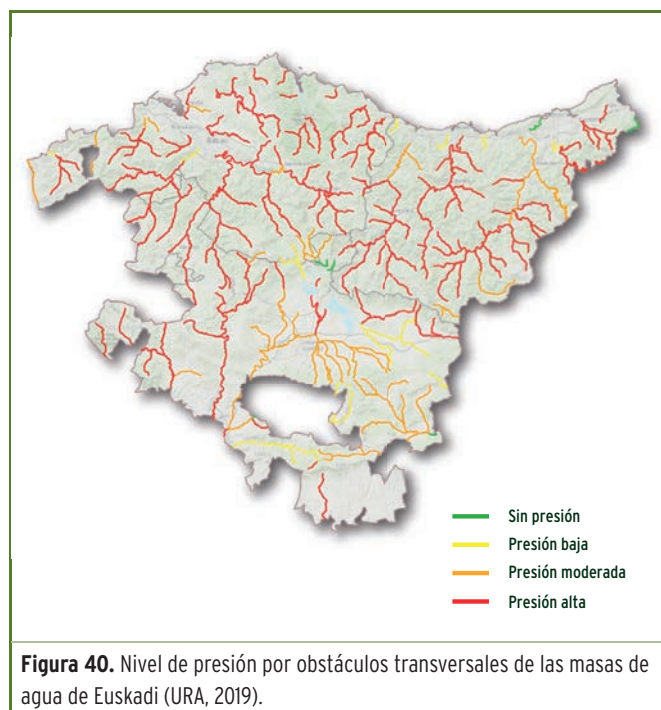 Sin presión
Presión baja
Presión moderada
Presión alta
Figura 40. Nivel de presión por obstáculos transversales de las masas de
agua de Euskadi (URA, 2019).